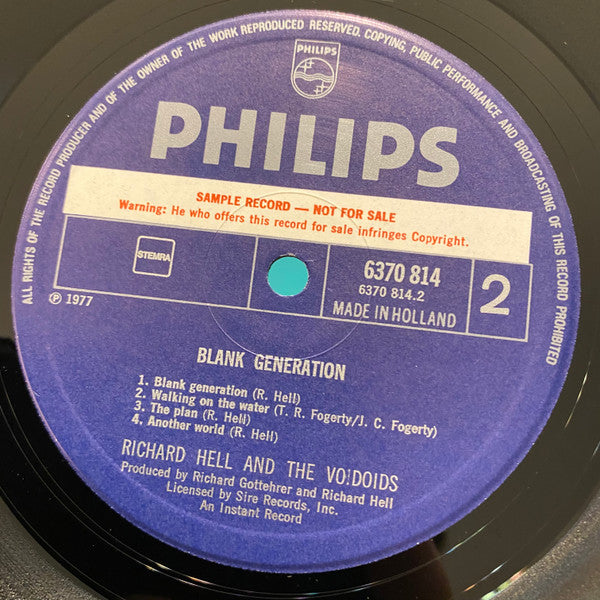 ALL RIGHTS OF THE RECORD PRODUCER AND OF THE OWNER OF THE WORK REPRODUCED RESERVED. COPYING, PUBLIC PERFORMANCE AND BROADCASTING OF THIS RECORD PROHIBITED
PHILIPS
PHILIPS
SAMPLE RECORD — NOT FOR SALE
Warning: He who offers this record for sale infringes Copyright.
STEMRA
6370 814
6370 814.2
2
MADE IN HOLLAND
℗ 1977
BLANK GENERATION
1. Blank generation (R. Hell)
2. Walking on the water (T. R. Fogerty/J. C. Fogerty)
3. The plan (R. Hell)
4. Another world (R. Hell)
RICHARD HELL AND THE VO!DOIDS
Produced by Richard Gottehrer and Richard Hell
Licensed by Sire Records, Inc.
An Instant Record